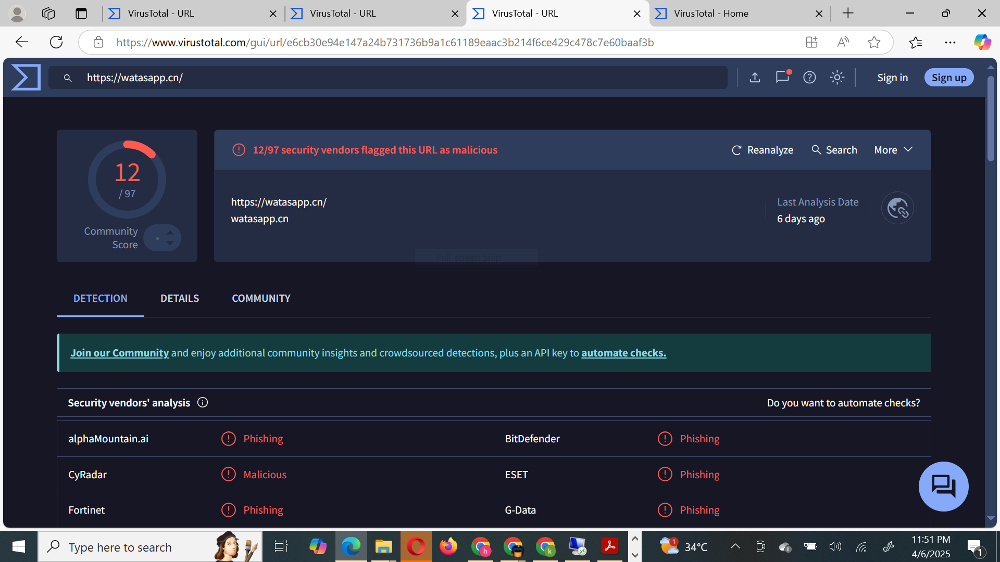 VirusTotal - URL
VirusTotal - URL
VirusTotal - URL
VirusTotal - Home
https://www.virustotal.com/gui/url/e6cb30e94e147a24b731736b9a1c61189eaac3b214f6ce429c478c7e60baaf3b
https://watasapp.cn/
Sign in
Sign up
12
/ 97
Community
Score
12/97 security vendors flagged this URL as malicious
Reanalyze
Search
More
https://watasapp.cn/
watasapp.cn
Last Analysis Date
6 days ago
Full-screen Snip
DETECTION
DETAILS
COMMUNITY
Join our Community and enjoy additional community insights and crowdsourced detections, plus an API key to automate checks.
Security vendors' analysis
Do you want to automate checks?
alphaMountain.ai
Phishing
BitDefender
Phishing
CyRadar
Malicious
ESET
Phishing
Fortinet
Phishing
G-Data
Phishing
Type here to search
h
k
1
34°C
11:51 PM
4/6/2025
1